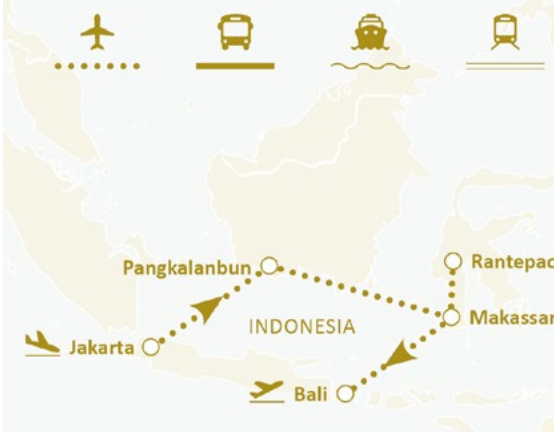 Pangkalanbun
Rantepao
INDONESIA
Makassar
Jakarta
Bali